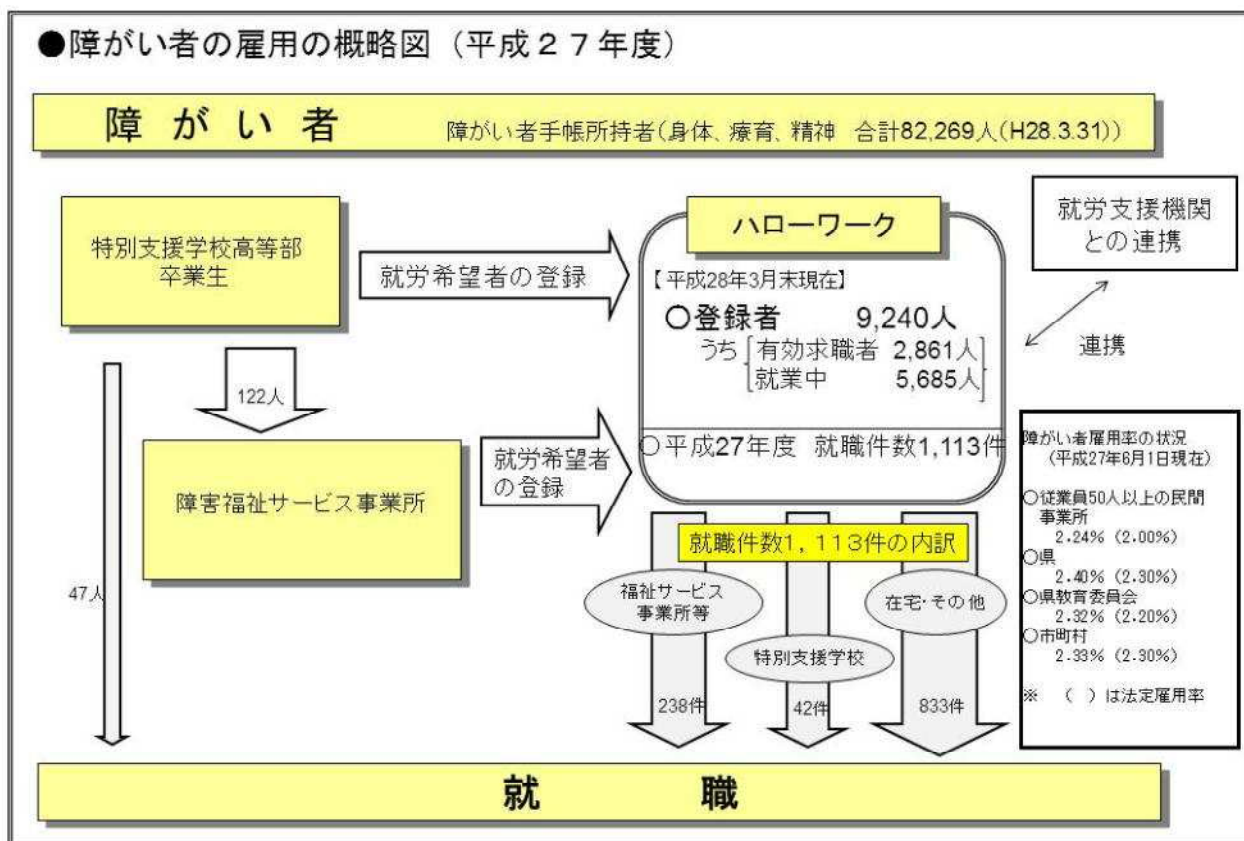 ●障がい者の雇用の概略図（平成２７年度）
障 が い 者　障がい者手帳所持者(身体、療育、精神 合計82,269人(H28.3.31))
特別支援学校高等部
卒業生
就労希望者の登録
ハローワーク
【平成28年3月末現在】
○登録者　9,240人
うち 有効求職者 2,861人
就業中　5,685人
○平成27年度 就職件数1,113件
就労支援機関
との連携
連携
122人
47人
障害福祉サービス事業所
就労希望者
の登録
就職件数1，113件の内訳
福祉サービス
事業所等
特別支援学校
在宅・その他
238件
42件
833件
障がい者雇用率の状況
(平成27年6月1日現在)
○従業員50人以上の民間
事業所
2.24% (2.00%)
○県
2.40% (2.30%)
○県教育委員会
2.32% (2.20%)
○市町村
2.33% (2.30%)
※ （ ）は法定雇用率
就　職